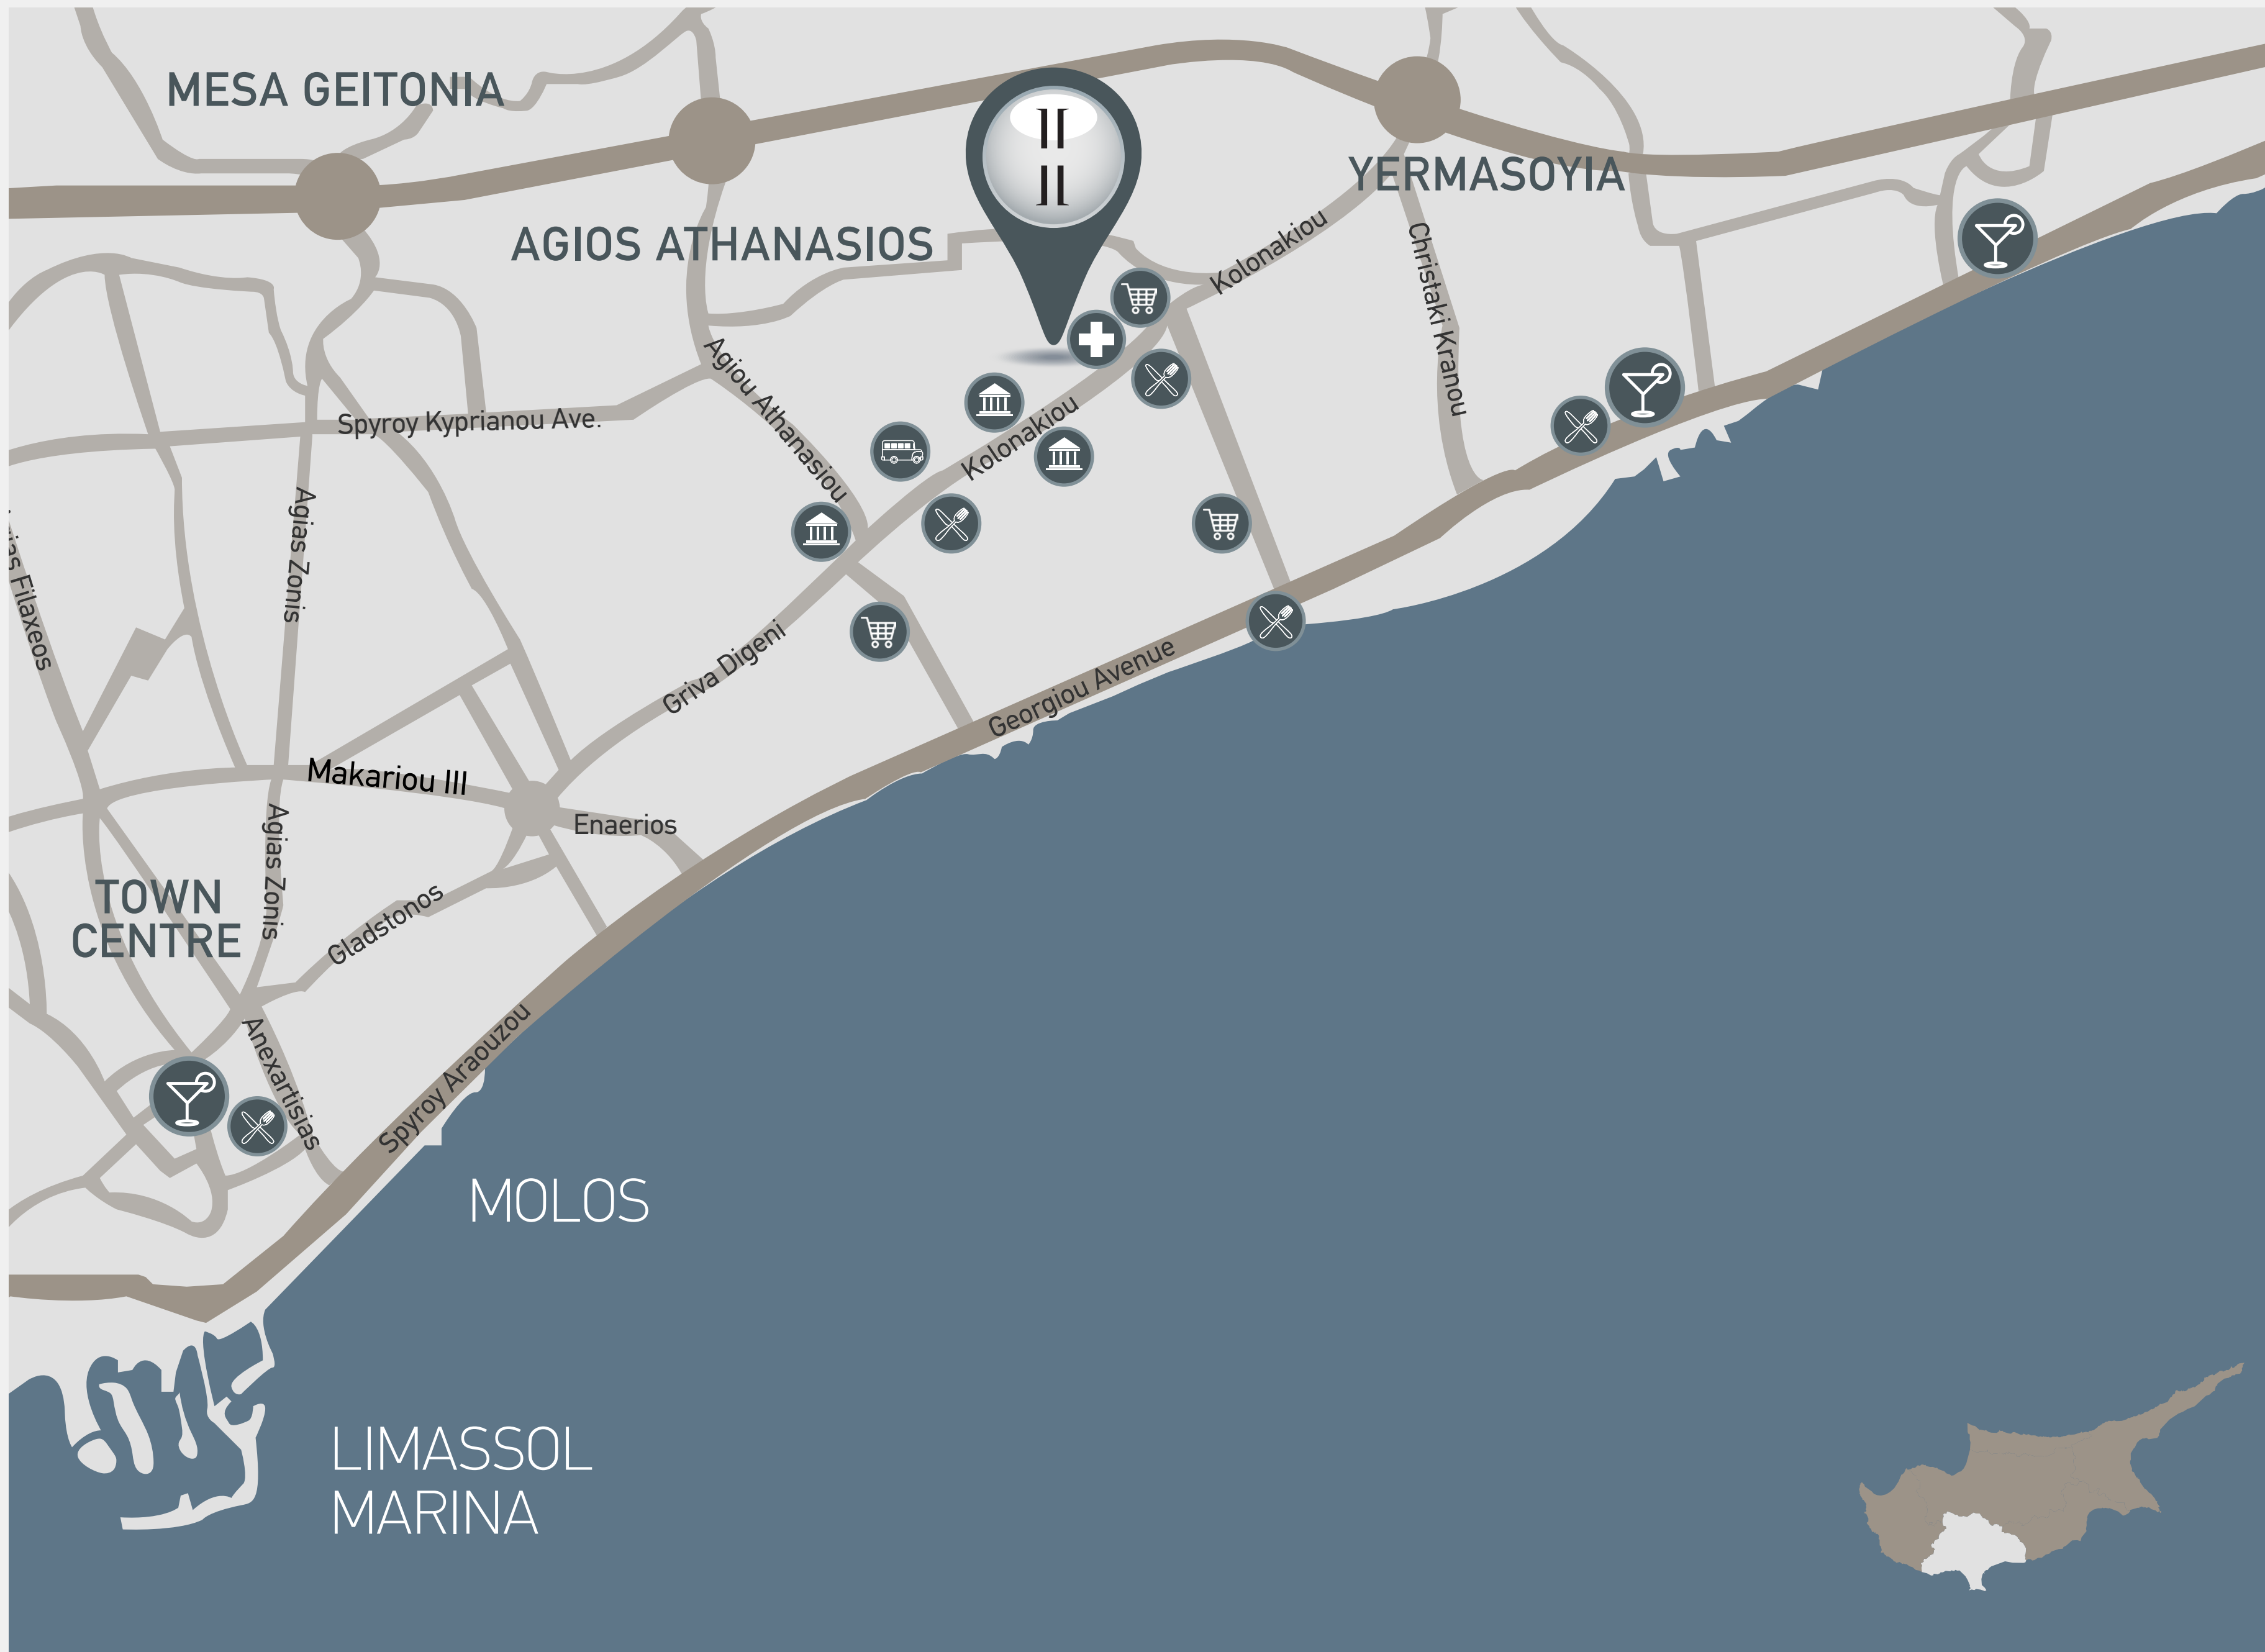 MESA GEITONIA
YERMASOYIA
AGIOS ATHANASIOS
Kolonakiou
Christaki Kranou
Agiou Athanasiou
Spyroy Kyprianou Ave.
Kolonakiou
Agias Zonis
Filaxeos
Griva Digeni
Georgiou Avenue
Makariou III
Enaerios
Agias Zonis
TOWN
CENTRE
Gladstonos
Anexartisias
Spyroy Araouzou
MOLOS
LIMASSOL
MARINA